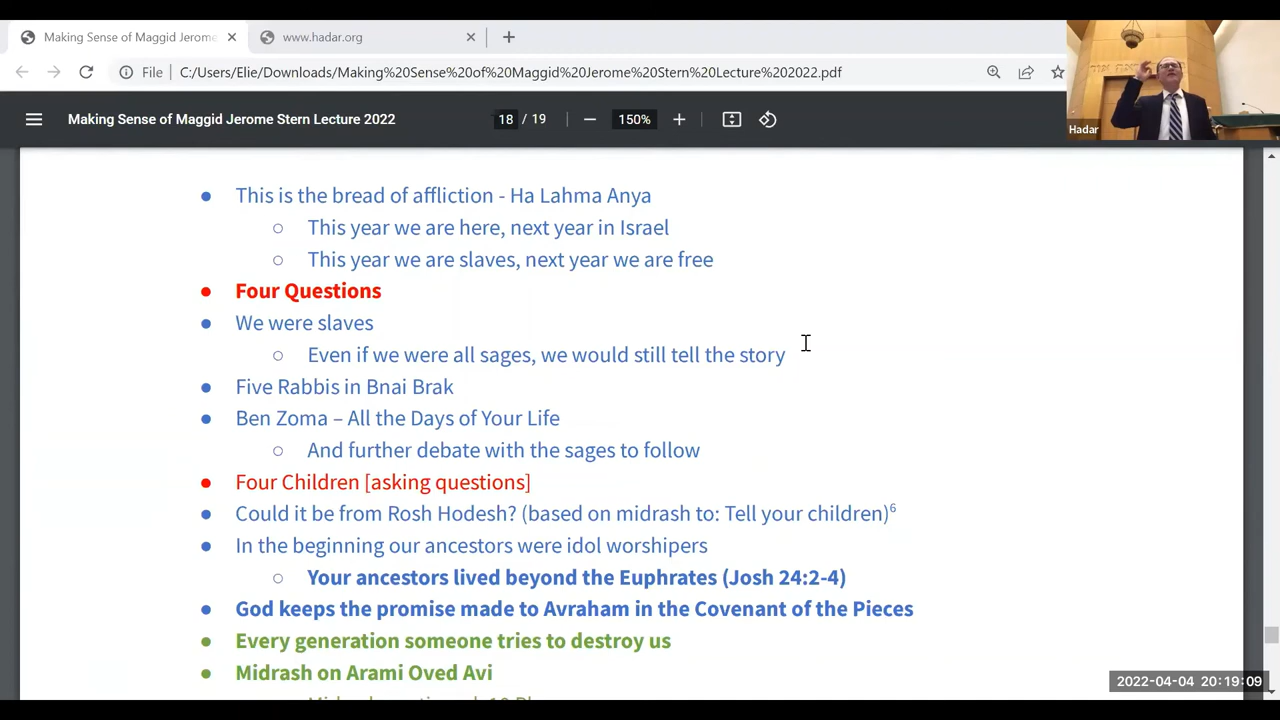 Making Sense of Maggid Jerome
www.hadar.org
File
C:/Users/Elie/Downloads/Making%20Sense%20of%20Maggid%20Jerome%20Stern%20Lecture%202022.pdf
Making Sense of Maggid Jerome Stern Lecture 2022
18 / 19
150%
Hadar
● This is the bread of affliction - Ha Lahma Anya
○ This year we are here, next year in Israel
○ This year we are slaves, next year we are free
● Four Questions
● We were slaves
○ Even if we were all sages, we would still tell the story
● Five Rabbis in Bnai Brak
● Ben Zoma – All the Days of Your Life
○ And further debate with the sages to follow
● Four Children [asking questions]
● Could it be from Rosh Hodesh? (based on midrash to: Tell your children)6
● In the beginning our ancestors were idol worshipers
○ Your ancestors lived beyond the Euphrates (Josh 24:2-4)
● God keeps the promise made to Avraham in the Covenant of the Pieces
● Every generation someone tries to destroy us
● Midrash on Arami Oved Avi
2022-04-04 20:19:09